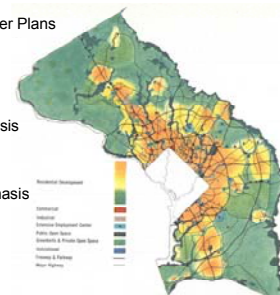 er Plans
sis
asis
Residential Development
Commercial
Industrial
Extensive Employment Center
Public Open Space
Greenbelts & Private Open Space
Institutional
Freeway & Parkway
Major Highway